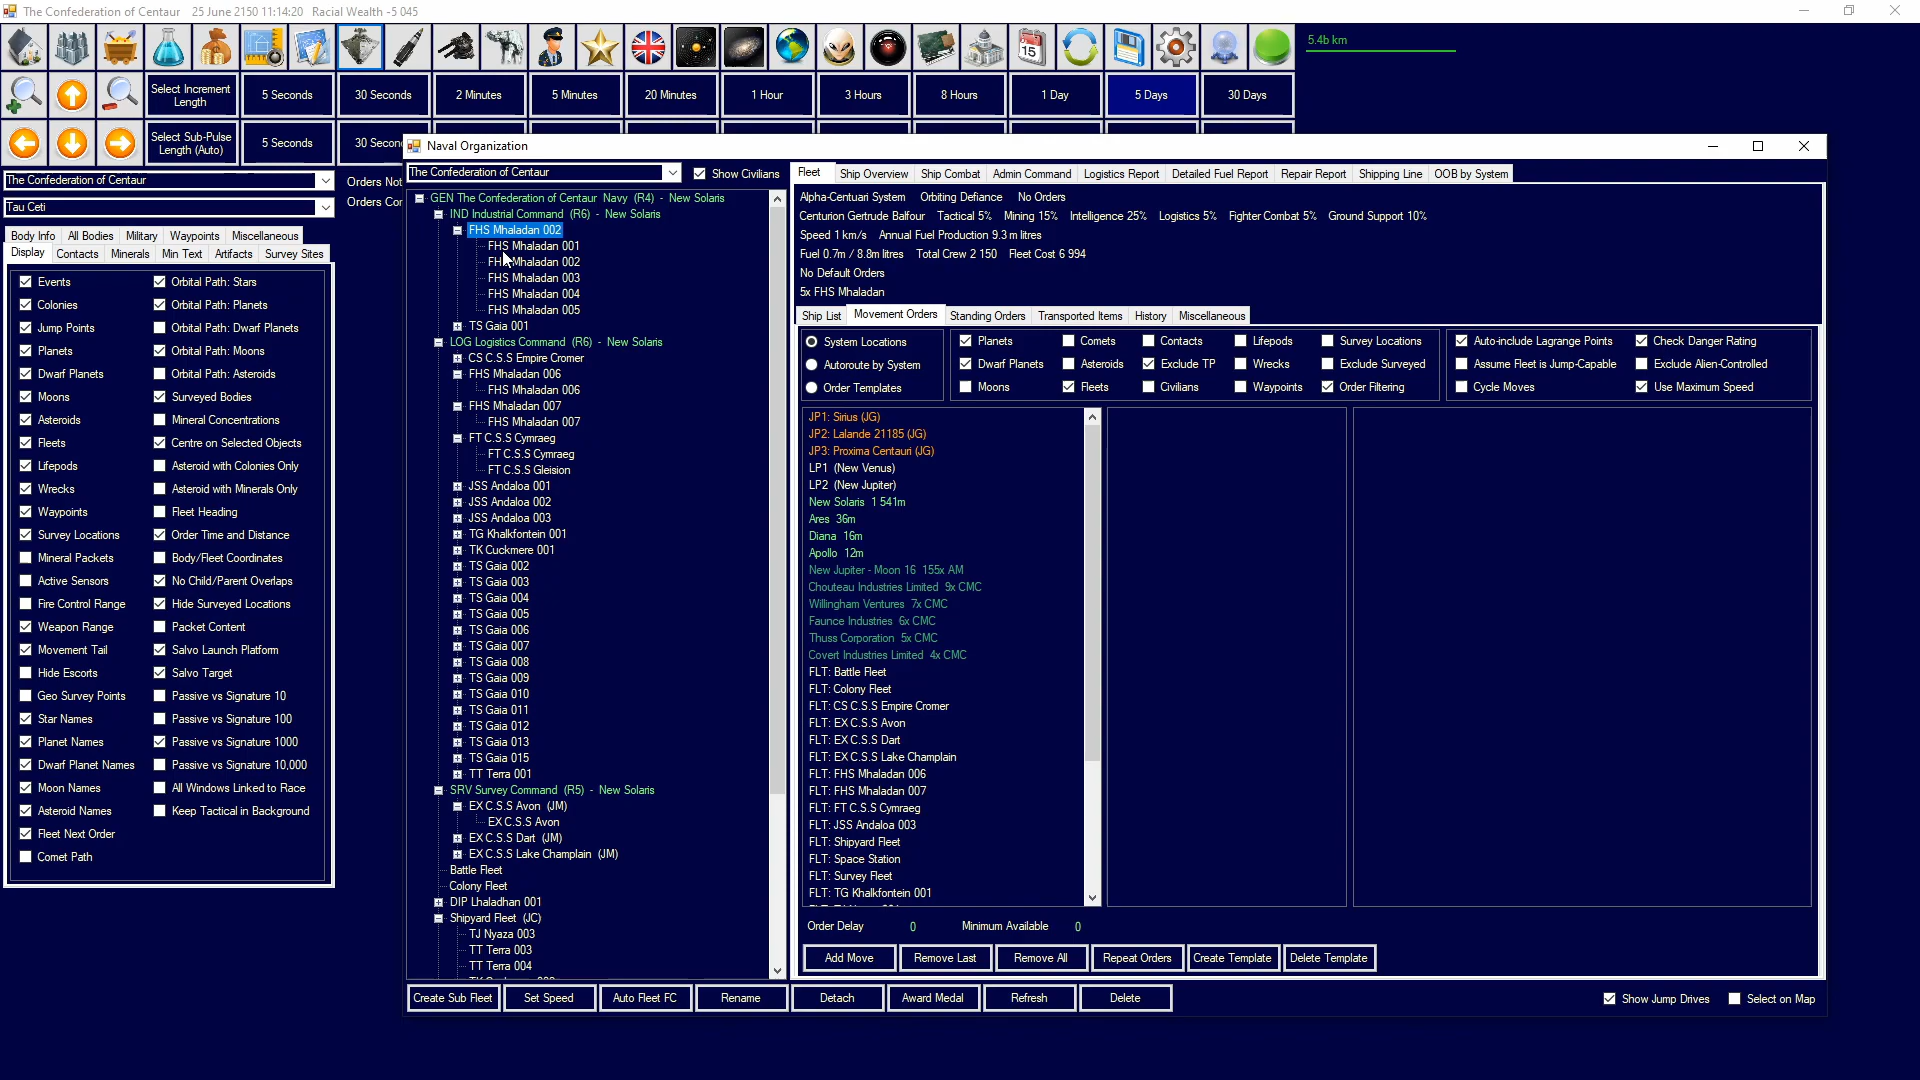 The Confederation of Centaur 25 June 2150 11:14:20 Racial Wealth -5 045
5.4b km
Select Increment Length
5 Seconds
30 Seconds
2 Minutes
5 Minutes
20 Minutes
1 Hour
3 Hours
8 Hours
1 Day
5 Days
30 Days
Select Sub-Pulse Length (Auto)
5 Seconds
30 Secon
The Confederation of Centaur
Orders Not
Tau Ceti
Orders Cor
Body Info All Bodies Military Waypoints Miscellaneous
Display Contacts Minerals Min Text Artifacts Survey Sites
Events Orbital Path: Stars
Colonies Orbital Path: Planets
Jump Points Orbital Path: Dwarf Planets
Planets Orbital Path: Moons
Dwarf Planets Orbital Path: Asteroids
Moons Surveyed Bodies
Asteroids Mineral Concentrations
Fleets Centre on Selected Objects
Lifepods Asteroid with Colonies Only
Wrecks Asteroid with Minerals Only
Waypoints Fleet Heading
Survey Locations Order Time and Distance
Mineral Packets Body/Fleet Coordinates
Active Sensors No Child/Parent Overlaps
Fire Control Range Hide Surveyed Locations
Weapon Range Packet Content
Movement Tail Salvo Launch Platform
Hide Escorts Salvo Target
Geo Survey Points Passive vs Signature 10
Star Names Passive vs Signature 100
Planet Names Passive vs Signature 1000
Dwarf Planet Names Passive vs Signature 10,000
Moon Names All Windows Linked to Race
Asteroid Names Keep Tactical in Background
Fleet Next Order
Comet Path
Naval Organization
The Confederation of Centaur Show Civilians
GEN The Confederation of Centaur Navy (R4) - New Solaris
IND Industrial Command (R6) - New Solaris
FHS Mhaladan 002
FHS Mhaladan 001
FHS Mhaladan 002
FHS Mhaladan 003
FHS Mhaladan 004
FHS Mhaladan 005
TS Gaia 001
LOG Logistics Command (R6) - New Solaris
CS C.S.S Empire Cromer
FHS Mhaladan 006
FHS Mhaladan 006
FHS Mhaladan 007
FHS Mhaladan 007
FT C.S.S Cymraeg
FT C.S.S Cymraeg
FT C.S.S Gleision
JSS Andaloa 001
JSS Andaloa 002
JSS Andaloa 003
TG Khalkfontein 001
TK Cuckmere 001
TS Gaia 002
TS Gaia 003
TS Gaia 004
TS Gaia 005
TS Gaia 006
TS Gaia 007
TS Gaia 008
TS Gaia 009
TS Gaia 010
TS Gaia 011
TS Gaia 012
TS Gaia 013
TS Gaia 015
TT Terra 001
SRV Survey Command (R5) - New Solaris
EX C.S.S Avon (JM)
EX C.S.S Avon
EX C.S.S Dart (JM)
EX C.S.S Lake Champlain (JM)
Battle Fleet
Colony Fleet
DIP Lhaladhan 001
Shipyard Fleet (JC)
TJ Nyaza 003
TT Terra 003
TT Terra 004
Fleet Ship Overview Ship Combat Admin Command Logistics Report Detailed Fuel Report Repair Report Shipping Line OOB by System
Alpha-Centuari System Orbiting Defiance No Orders
Centurion Gertrude Balfour Tactical 5% Mining 15% Intelligence 25% Logistics 5% Fighter Combat 5% Ground Support 10%
Speed 1 km/s Annual Fuel Production 9.3 m litres
Fuel 0.7m / 8.8m litres Total Crew 2 150 Fleet Cost 6 994
No Default Orders
5x FHS Mhaladan
Ship List Movement Orders Standing Orders Transported Items History Miscellaneous
System Locations Planets Comets Contacts Lifepods Survey Locations Auto-include Lagrange Points Check Danger Rating
Autoroute by System Dwarf Planets Asteroids Exclude TP Wrecks Exclude Surveyed Assume Fleet is Jump-Capable Exclude Alien-Controlled
Order Templates Moons Fleets Civilians Waypoints Order Filtering Cycle Moves Use Maximum Speed
JP1: Sirius (JG)
JP2: Lalande 21185 (JG)
JP3: Proxima Centauri (JG)
LP1 (New Venus)
LP2 (New Jupiter)
New Solaris 1 541m
Ares 36m
Diana 16m
Apollo 12m
New Jupiter - Moon 16 155x AM
Chouteau Industries Limited 9x CMC
Willingham Ventures 7x CMC
Faunce Industries 6x CMC
Thuss Corporation 5x CMC
Covert Industries Limited 4x CMC
FLT: Battle Fleet
FLT: Colony Fleet
FLT: CS C.S.S Empire Cromer
FLT: EX C.S.S Avon
FLT: EX C.S.S Dart
FLT: EX C.S.S Lake Champlain
FLT: FHS Mhaladan 006
FLT: FHS Mhaladan 007
FLT: FT C.S.S Cymraeg
FLT: JSS Andaloa 003
FLT: Shipyard Fleet
FLT: Space Station
FLT: Survey Fleet
FLT: TG Khalkfontein 001
Order Delay 0 Minimum Available 0
Add Move Remove Last Remove All Repeat Orders Create Template Delete Template
Create Sub Fleet Set Speed Auto Fleet FC Rename Detach Award Medal Refresh Delete Show Jump Drives Select on Map